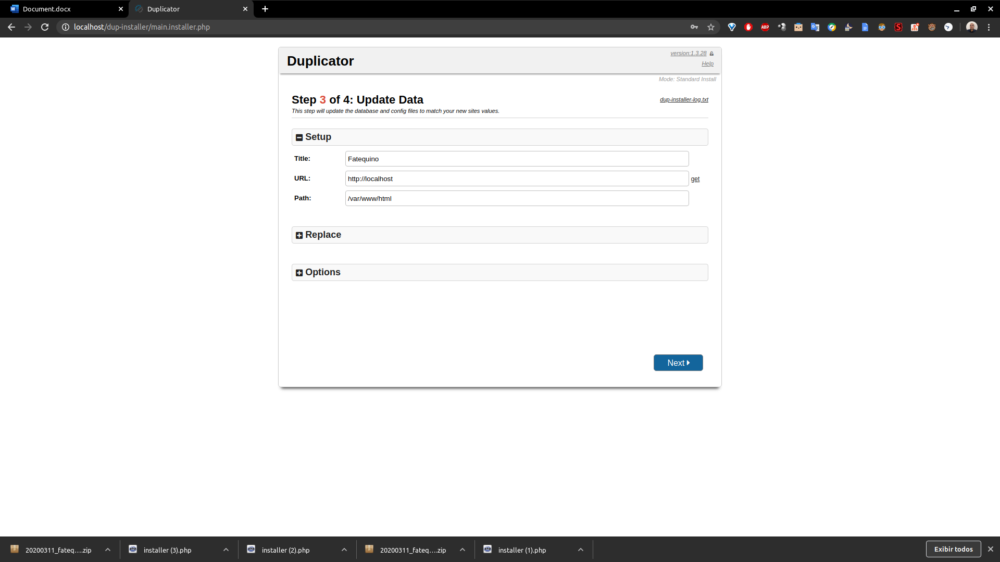 Document.docx
Duplicator
localhost/dup-installer/main.installer.php
ABP
Duplicator
version:1.3.28
Help
Mode: Standard Install
Step 3 of 4: Update Data
dup-installer-log.txt
This step will update the database and config files to match your new sites values.
Setup
Title:
Fatequino
URL:
http://localhost
get
Path:
/var/www/html
Replace
Options
Next
20200311_fateq....zip
installer (3).php
installer (2).php
20200311_fateq....zip
installer (1).php
Exibir todos